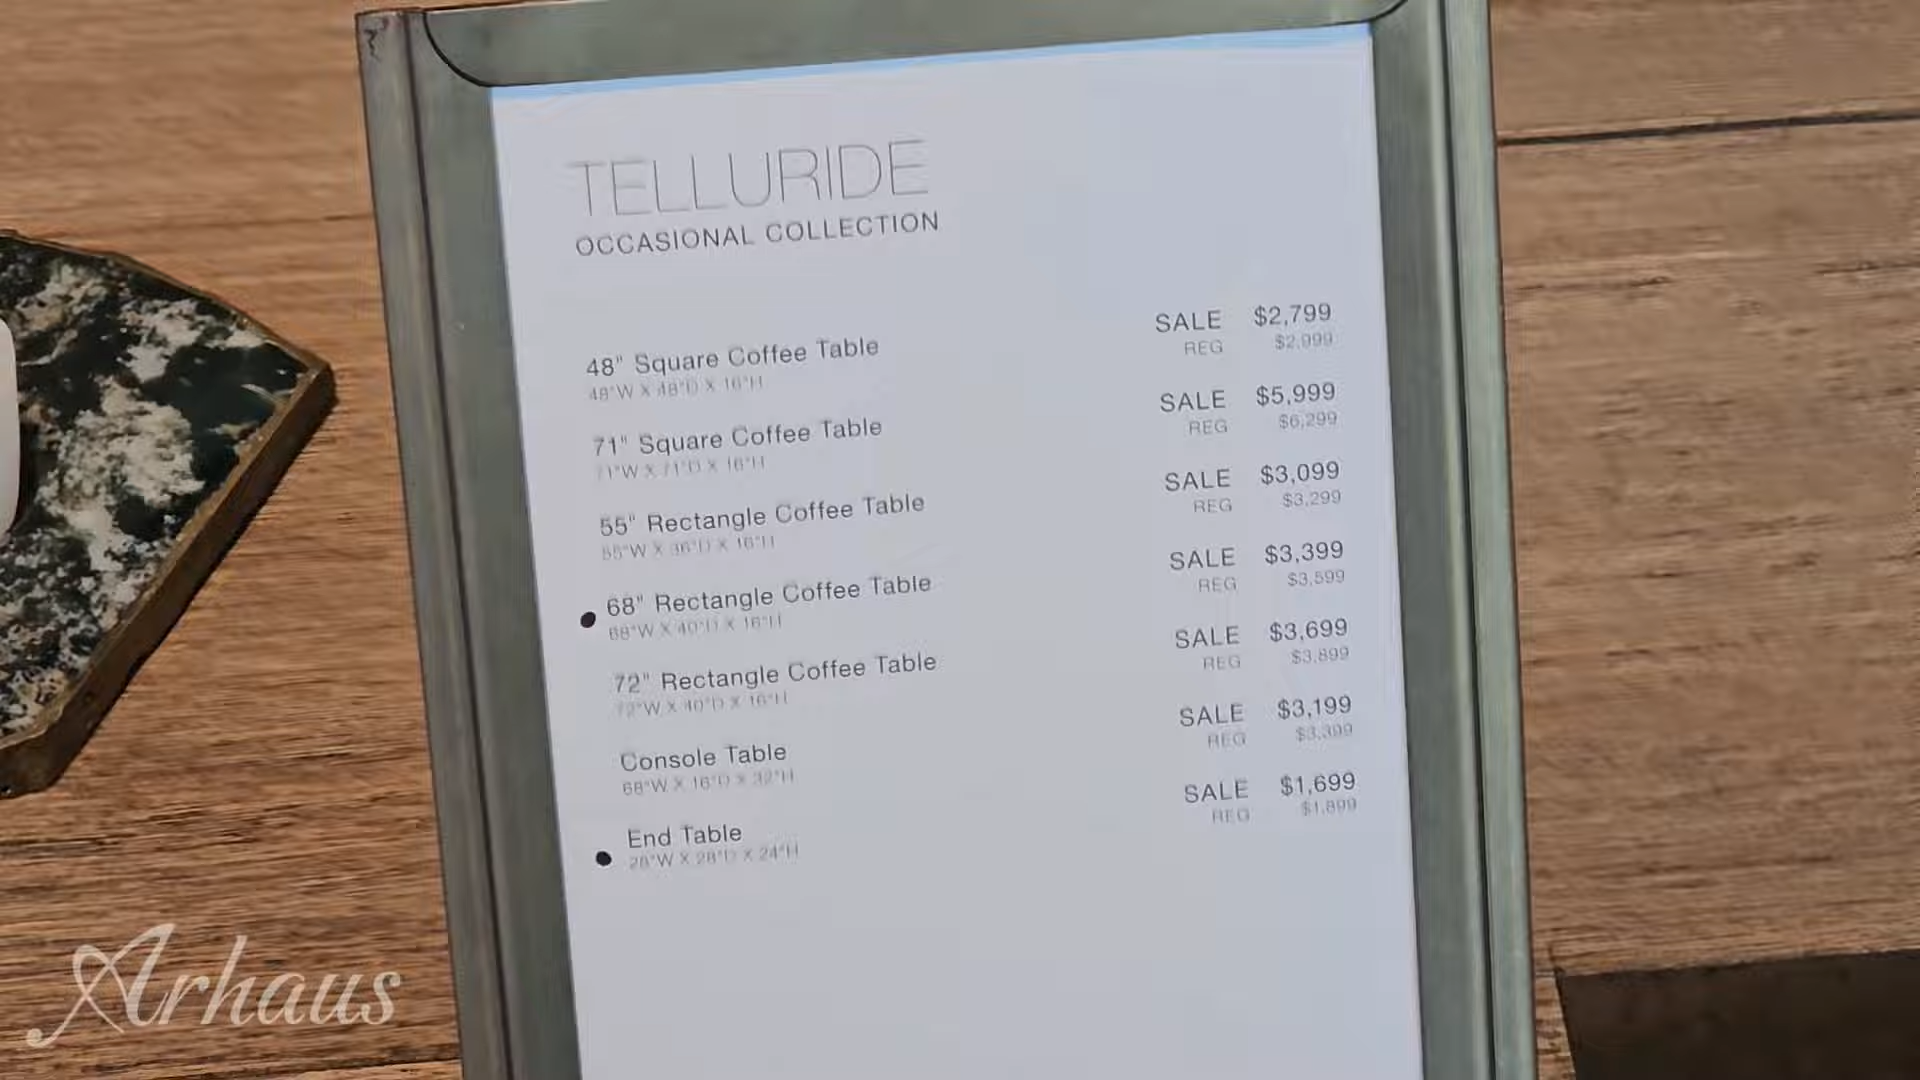 TELLURIDE
OCCASIONAL COLLECTION
48" Square Coffee Table SALE $2,799
48"W X 48"D X 16"H REG $2,999
71" Square Coffee Table SALE $5,999
71"W X 71"D X 16"H REG $6,299
55" Rectangle Coffee Table SALE $3,099
55"W X 36"D X 16"H REG $3,299
68" Rectangle Coffee Table SALE $3,399
68"W X 40"D X 16"H REG $3,599
72" Rectangle Coffee Table SALE $3,699
72"W X 40"D X 16"H REG $3,899
Console Table SALE $3,199
68"W X 16"D X 32"H REG $3,399
End Table SALE $1,699
28"W X 28"D X 24"H REG $1,899
Arhaus